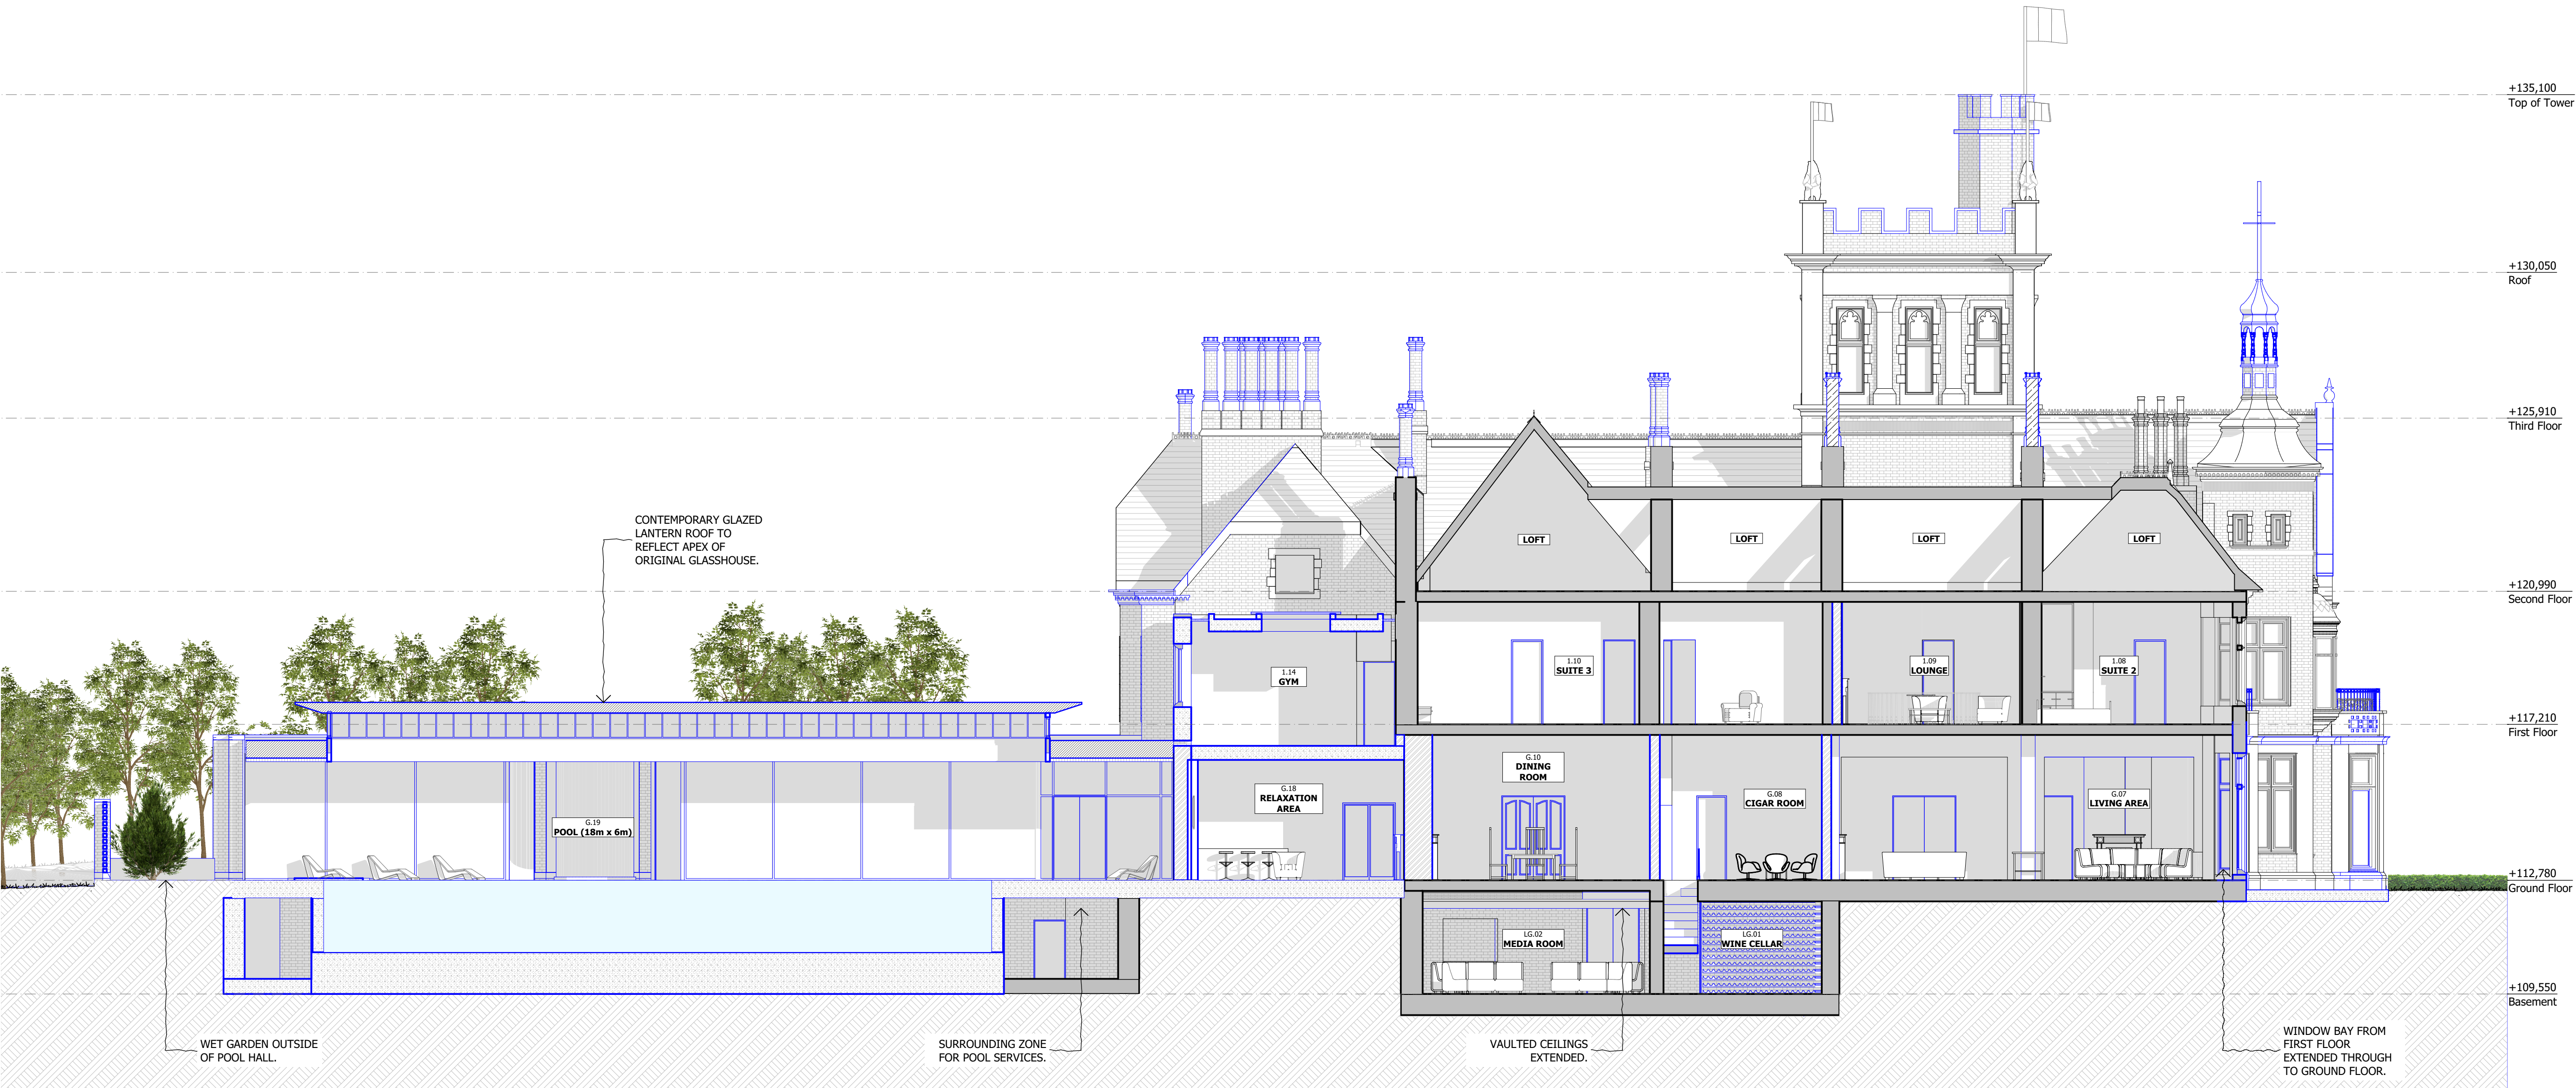 +135,100
Top of Tower
+130,050
Roof
+125,910
Third Floor
CONTEMPORARY GLAZED
LANTERN ROOF TO
REFLECT APEX OF
ORIGINAL GLASSHOUSE.
LOFT
LOFT
LOFT
LOFT
+120,990
Second Floor
1.14
GYM
1.10
SUITE 3
1.09
LOUNGE
1.08
SUITE 2
+117,210
First Floor
G.19
POOL (18m x 6m)
G.18
RELAXATION
AREA
G.10
DINING
ROOM
G.08
CIGAR ROOM
G.07
LIVING AREA
+112,780
Ground Floor
LG.02
MEDIA ROOM
LG.01
WINE CELLAR
+109,550
Basement
WET GARDEN OUTSIDE
OF POOL HALL.
SURROUNDING ZONE
FOR POOL SERVICES.
VAULTED CEILINGS
EXTENDED.
WINDOW BAY FROM
FIRST FLOOR
EXTENDED THROUGH
TO GROUND FLOOR.